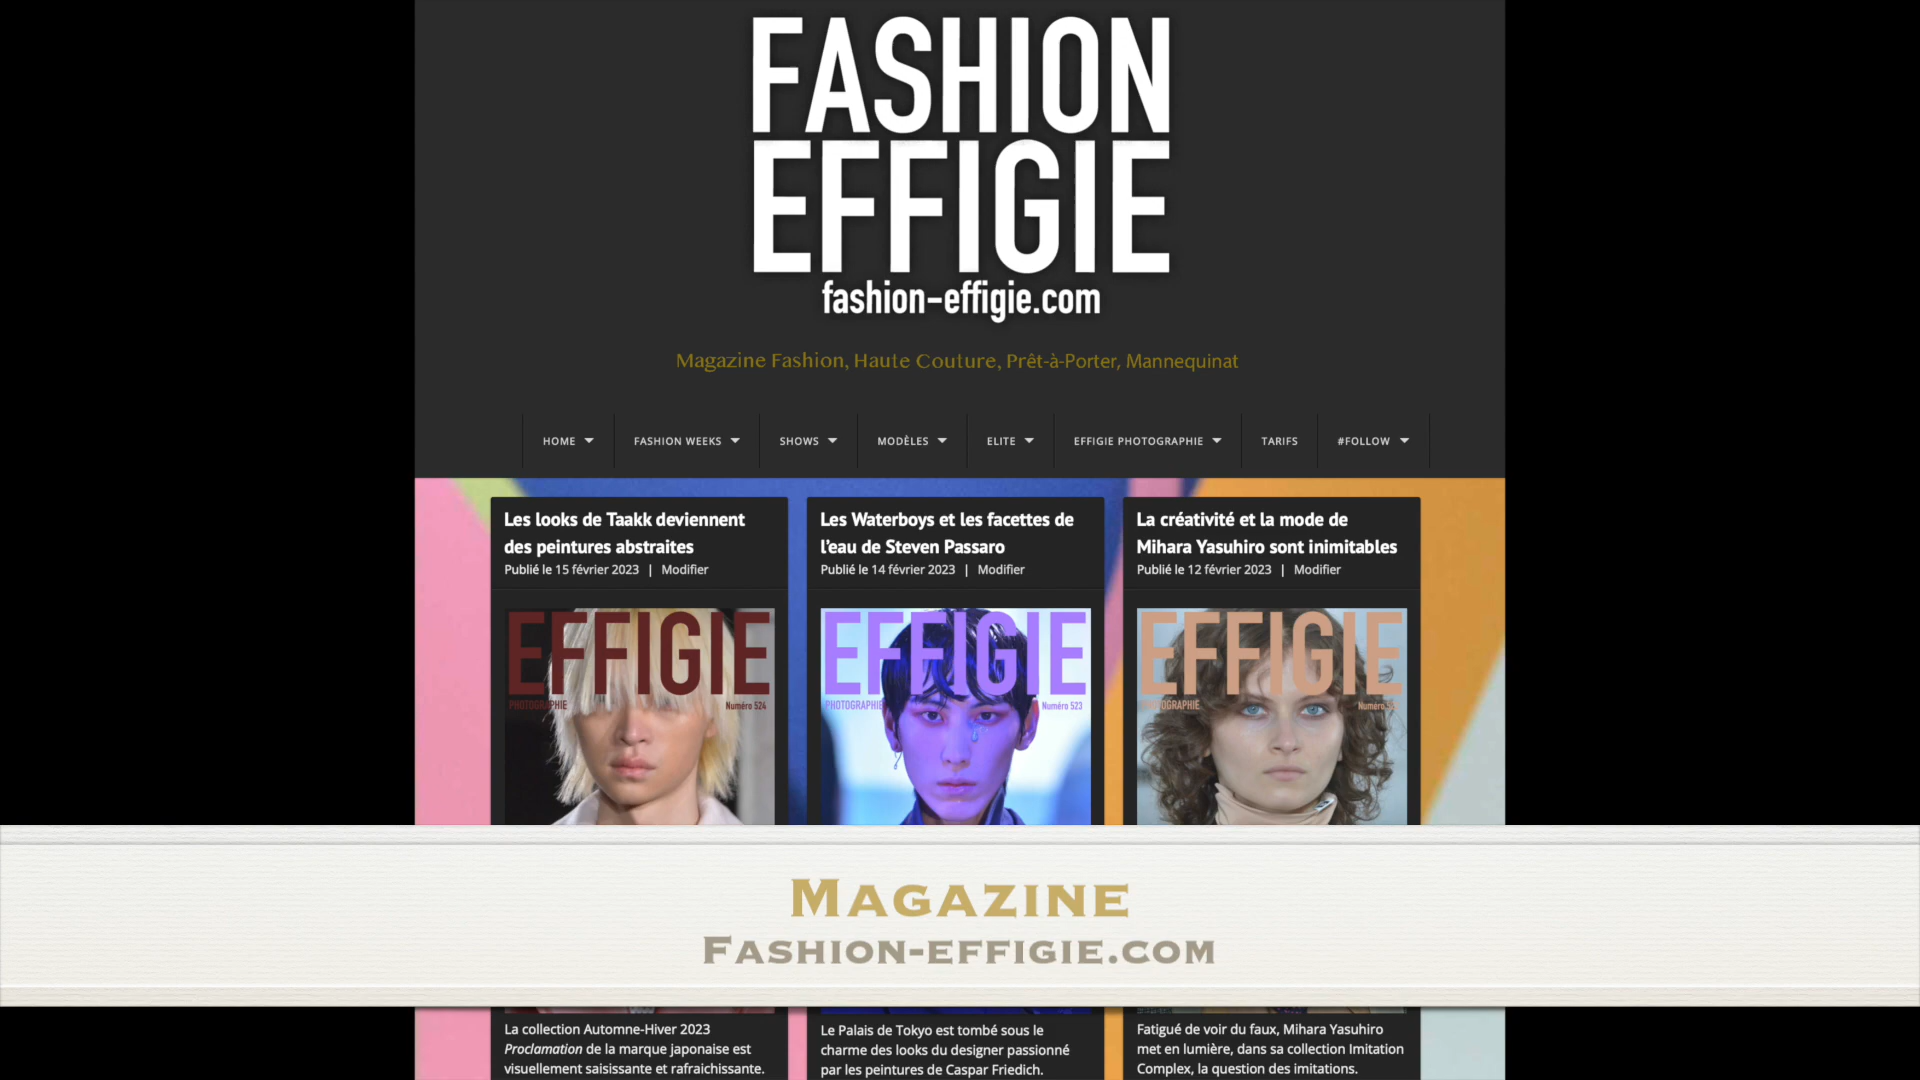 FASHION
EFFIGIE
fashion-effigie.com
Magazine Fashion, Haute Couture, Prêt-à-Porter, Mannequinat
HOME FASHION WEEKS SHOWS MODÈLES ELITE EFFIGIE PHOTOGRAPHIE TARIFS #FOLLOW
Les looks de Taakk deviennent
des peintures abstraites
Publié le 15 février 2023 | Modifier
EFFIGIE
PHOTOGRAPHIE
Numéro 524
La collection Automne-Hiver 2023
Proclamation de la marque japonaise est
visuellement saisissante et rafraichissante.
Les Waterboys et les facettes de
l'eau de Steven Passaro
Publié le 14 février 2023 | Modifier
EFFIGIE
PHOTOGRAPHIE
Numéro 523
Le Palais de Tokyo est tombé sous le
charme des looks du designer passionné
par les peintures de Caspar Friedich.
La créativité et la mode de
Mihara Yasuhiro sont inimitables
Publié le 12 février 2023 | Modifier
EFFIGIE
PHOTOGRAPHIE
Numéro
Fatigué de voir du faux, Mihara Yasuhiro
met en lumière, dans sa collection Imitation
Complex, la question des imitations.
MAGAZINE
FASHION-EFFIGIE.COM